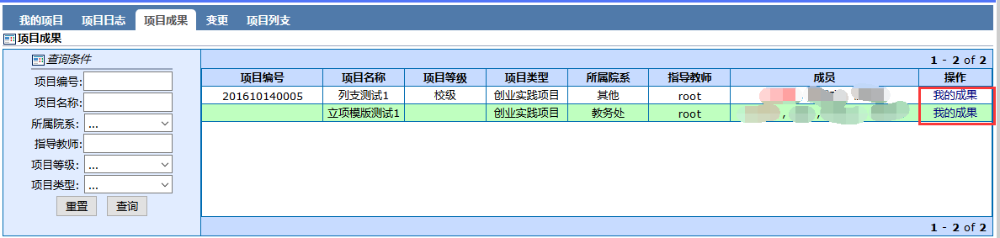 我的项目 项目日志 项目成果 变更 项目列支
项目成果
查询条件
项目编号:
项目名称:
所属院系: ...
指导教师:
项目等级: ...
项目类型: ...
重置 查询
1 - 2 of 2
项目编号 项目名称 项目等级 项目类型 所属院系 指导教师 成员 操作
201610140005 列支测试1 校级 创业实践项目 其他 root 我的成果
立项模版测试1 创业实践项目 教务处 root 我的成果
1 - 2 of 2